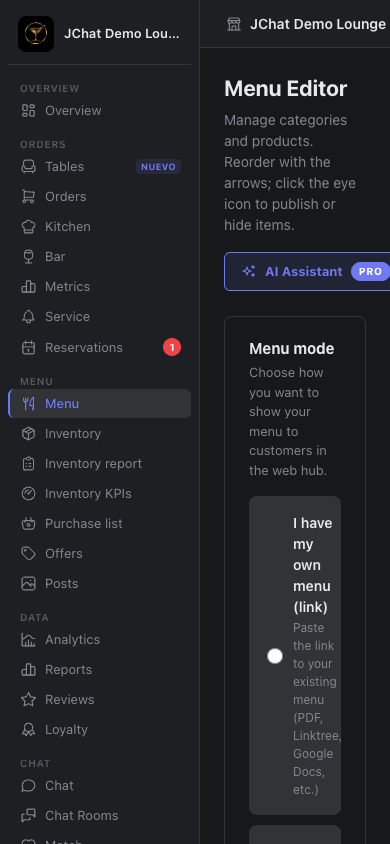 JChat Demo Lou...
OVERVIEW
Overview
ORDERS
Tables NUEVO
Orders
Kitchen
Bar
Metrics
Service
Reservations 1
MENU
Menu
Inventory
Inventory report
Inventory KPIs
Purchase list
Offers
Posts
DATA
Analytics
Reports
Reviews
Loyalty
CHAT
Chat
Chat Rooms
Match
JChat Demo Lounge
Menu Editor
Manage categories
and products.
Reorder with the
arrows; click the eye
icon to publish or
hide items.
AI Assistant PRO
Menu mode
Choose how
you want to
show your
menu to
customers in
the web hub.
I have
my
own
menu
(link)
Paste
the link
to your
existing
menu
(PDF,
Linktree,
Google
Docs,
etc.)